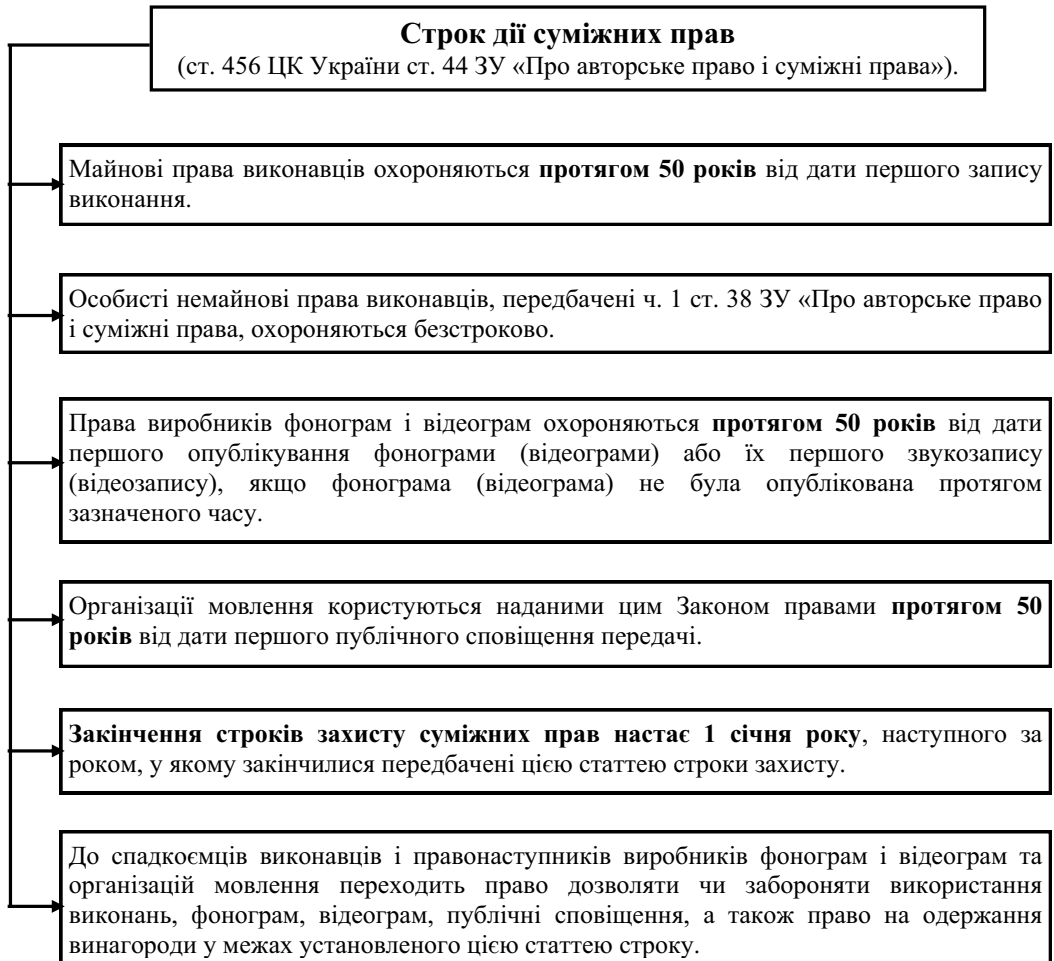 Строк дії суміжних прав
(ст. 456 ЦК України ст. 44 ЗУ «Про авторське право і суміжні права»).
Майнові права виконавців охороняються протягом 50 років від дати першого запису
виконання.
Особисті немайнові права виконавців, передбачені ч. 1 ст. 38 ЗУ «Про авторське право
і суміжні права, охороняються безстроково.
Права виробників фонограм і відеограм охороняються протягом 50 років від дати
першого опублікування фонограми (відеограми) або їх першого звукозапису
(відеозапису), якщо фонограма (відеограма) не була опублікована протягом
зазначеного часу.
Організації мовлення користуються наданими цим Законом правами протягом 50
років від дати першого публічного сповіщення передачі.
Закінчення строків захисту суміжних прав настає 1 січня року, наступного за
роком, у якому закінчилися передбачені цією статтею строки захисту.
До спадкоємців виконавців і правонаступників виробників фонограм і відеограм та
організацій мовлення переходить право дозволяти чи забороняти використання
виконань, фонограм, відеограм, публічні сповіщення, а також право на одержання
винагороди у межах установленого цією статтею строку.